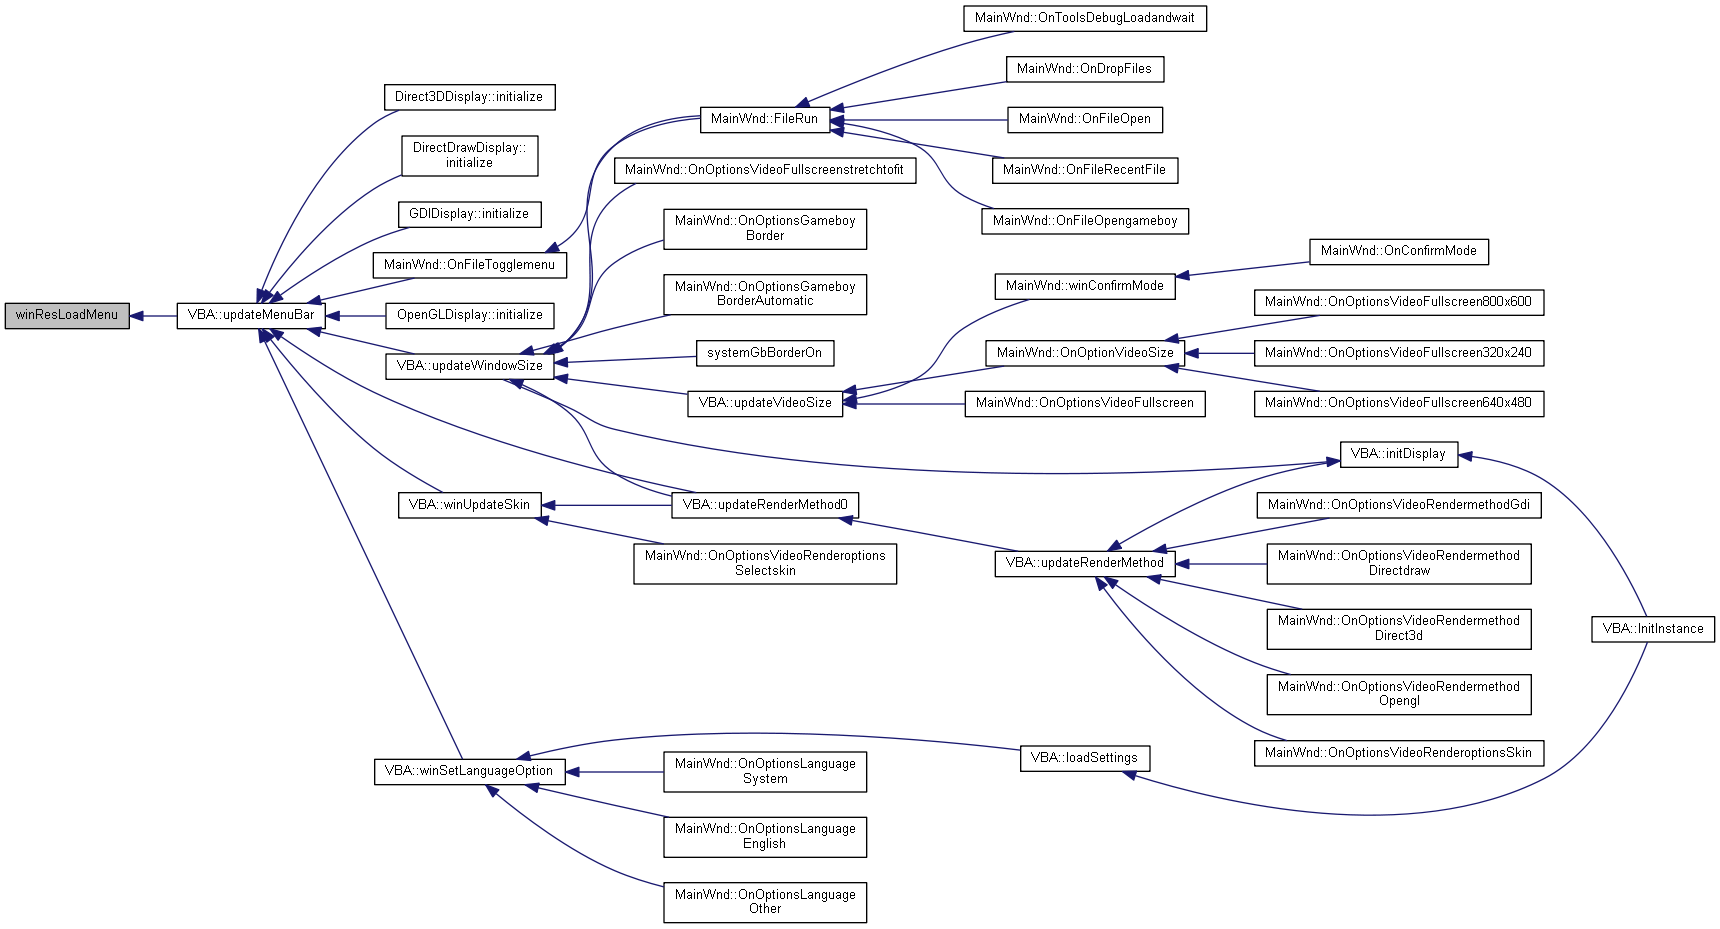 MainWnd::OnToolsDebugLoadandwait
MainWnd::OnDropFiles
Direct3DDisplay::initialize
MainWnd::FileRun
MainWnd::OnFileOpen
DirectDrawDisplay::
initialize
MainWnd::OnOptionsVideoFullscreenstretchtofit
MainWnd::OnFileRecentFile
GDIDisplay::initialize
MainWnd::OnOptionsGameboy
Border
MainWnd::OnFileOpengameboy
MainWnd::OnFileTogglemenu
MainWnd::OnConfirmMode
MainWnd::OnOptionsGameboy
BorderAutomatic
MainWnd::winConfirmMode
MainWnd::OnOptionsVideoFullscreen800x600
winResLoadMenu
VBA::updateMenuBar
OpenGLDisplay::initialize
systemGbBorderOn
MainWnd::OnOptionVideoSize
MainWnd::OnOptionsVideoFullscreen320x240
VBA::updateWindowSize
VBA::updateVideoSize
MainWnd::OnOptionsVideoFullscreen
MainWnd::OnOptionsVideoFullscreen640x480
VBA::initDisplay
VBA::winUpdateSkin
VBA::updateRenderMethod0
MainWnd::OnOptionsVideoRendermethodGdi
MainWnd::OnOptionsVideoRenderoptions
Selectskin
VBA::updateRenderMethod
MainWnd::OnOptionsVideoRendermethod
Directdraw
MainWnd::OnOptionsVideoRendermethod
Direct3d
VBA::InitInstance
MainWnd::OnOptionsVideoRendermethod
Opengl
MainWnd::OnOptionsVideoRenderoptionsSkin
VBA::winSetLanguageOption
MainWnd::OnOptionsLanguage
System
VBA::loadSettings
MainWnd::OnOptionsLanguage
English
MainWnd::OnOptionsLanguage
Other